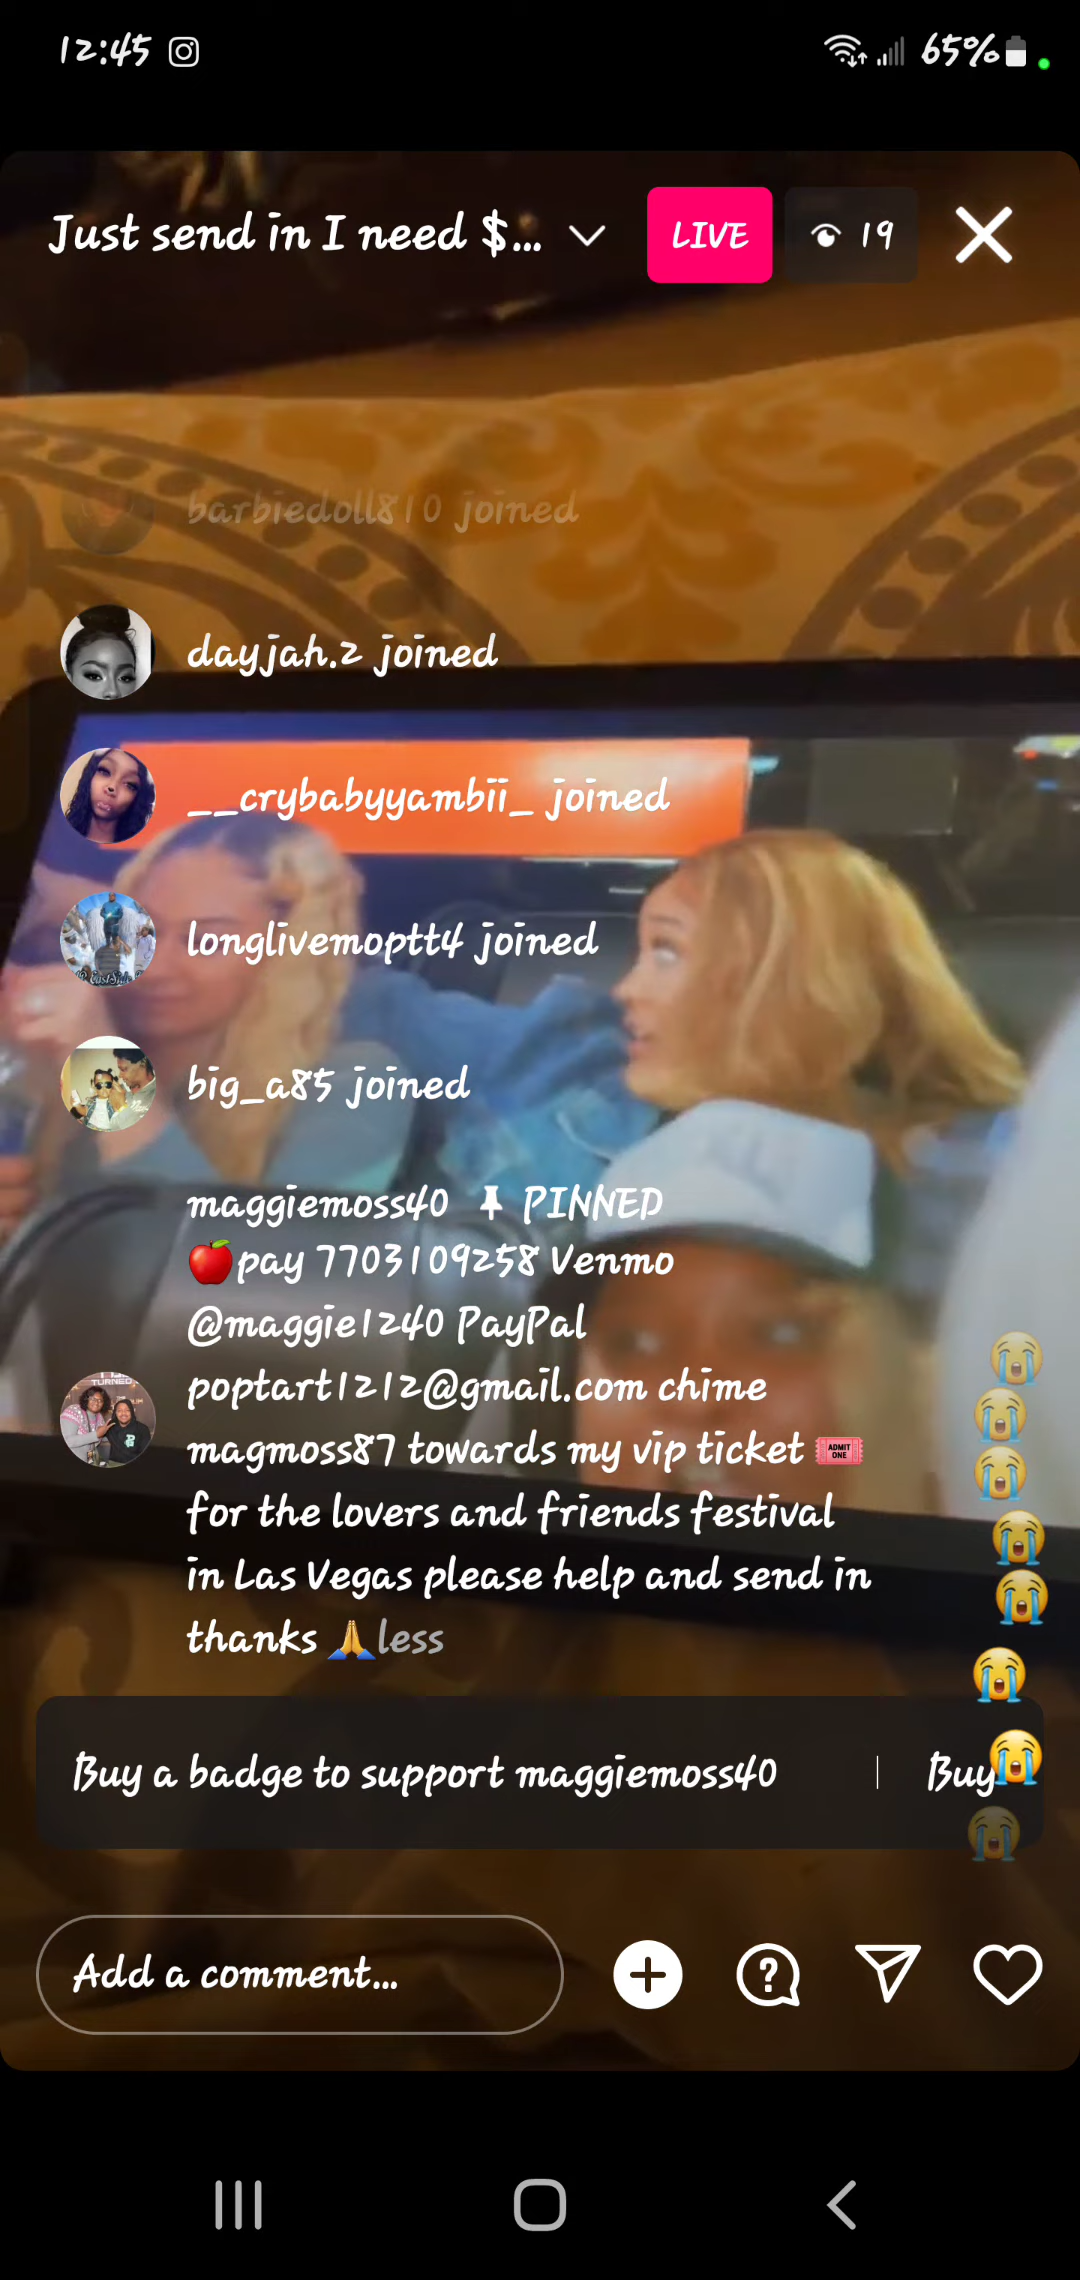 12:45
65%
Just send in I need $...
LIVE
19
barbiedoll810 joined
dayjah.2 joined
__crybabyyambii_ joined
longlivemoptt4 joined
big_a85 joined
maggiemoss40 PINNED
🍎pay 7703109258 Venmo
@maggie1240 PayPal
poptart1212@gmail.com chime
magmoss87 towards my vip ticket 🎟️
for the lovers and friends festival
in Las Vegas please help and send in
thanks 🙏less
Buy a badge to support maggiemoss40 | Buy
Add a comment...